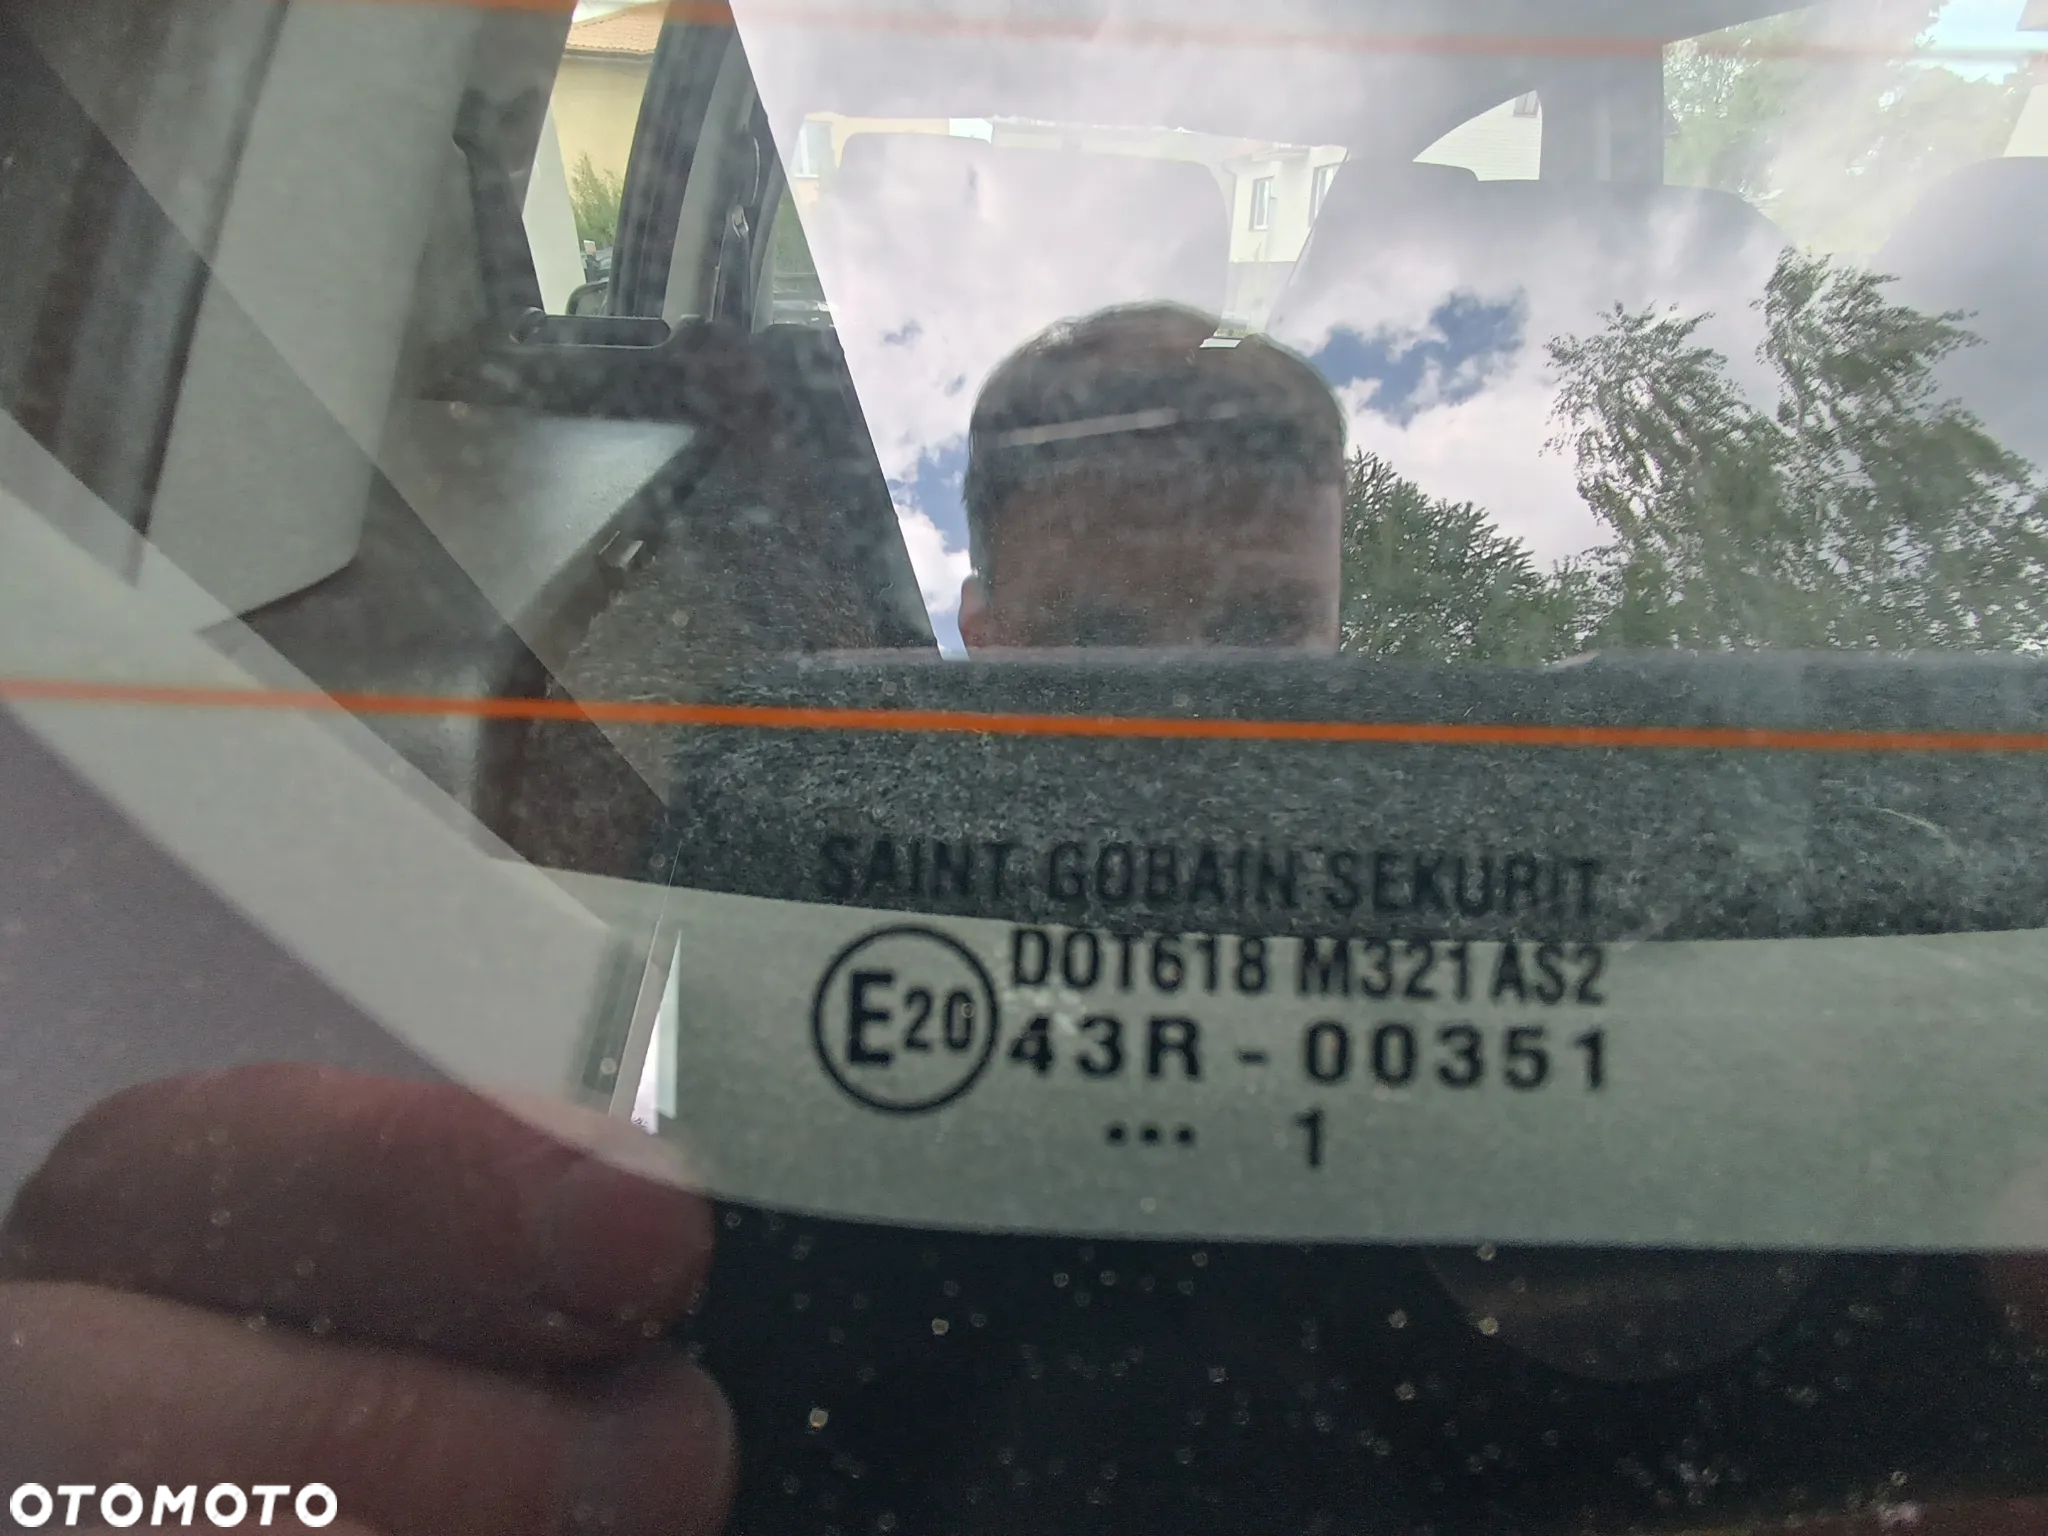 SAINT GOBAIN SEKURIT
E20 DOT618 M321 AS2
43R - 00351
••• 1
OTOMOTO